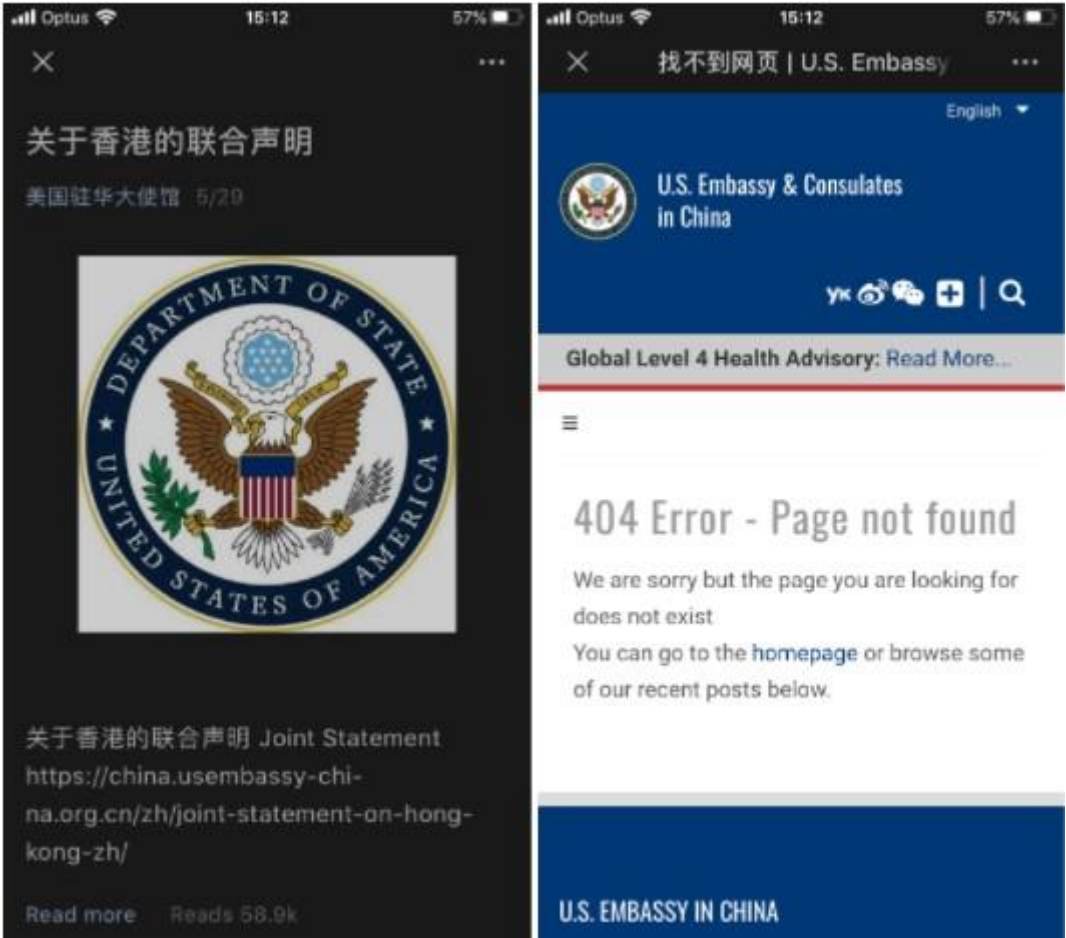 Optus 15:12 57%
关于香港的联合声明
美国驻华大使馆 5/29
DEPARTMENT OF STATE
UNITED STATES OF AMERICA
关于香港的联合声明 Joint Statement
https://china.usembassy-chi-
na.org.cn/zh/joint-statement-on-hong-
kong-zh/
Read more Reads 58.9k
Optus 15:12 57%
找不到网页 | U.S. Embassy
English
U.S. Embassy & Consulates
in China
Global Level 4 Health Advisory: Read More...
404 Error - Page not found
We are sorry but the page you are looking for
does not exist
You can go to the homepage or browse some
of our recent posts below.
U.S. EMBASSY IN CHINA